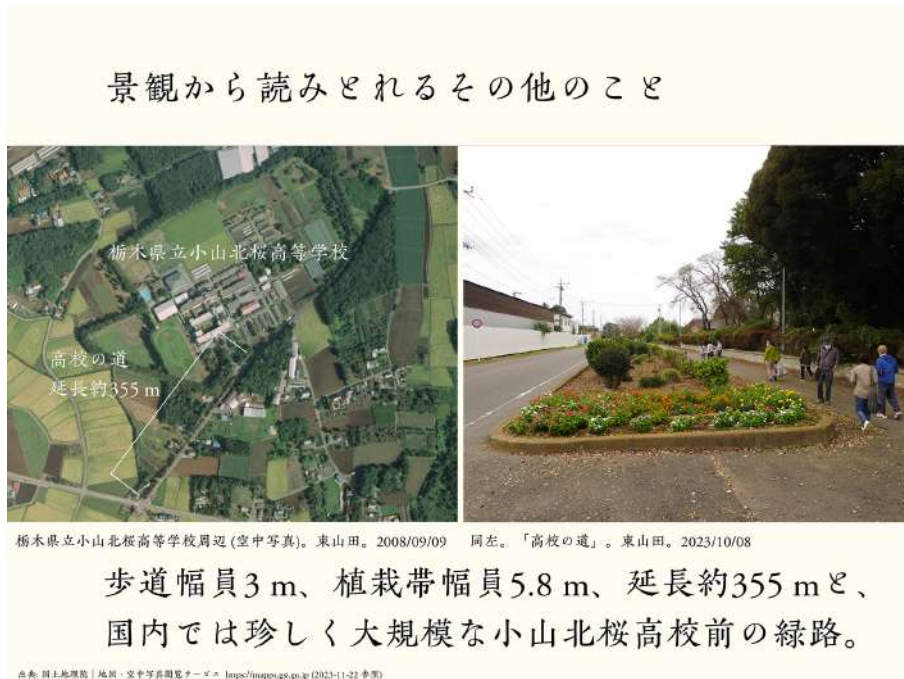 景観から読みとれるその他のこと
栃木県立小山北桜高等学校
高校の道
延長約355 m
栃木県立小山北桜高等学校周辺 (空中写真)。東山田。2008/09/09
同左。「高校の道」。東山田。2023/10/08
歩道幅員3 m、植栽帯幅員5.8 m、延長約355 mと、
国内では珍しく大規模な小山北桜高校前の緑路。
出典: 国土地理院 | 地図・空中写真閲覧サービス https://mapps.gsi.go.jp (2023-11-22 参照)